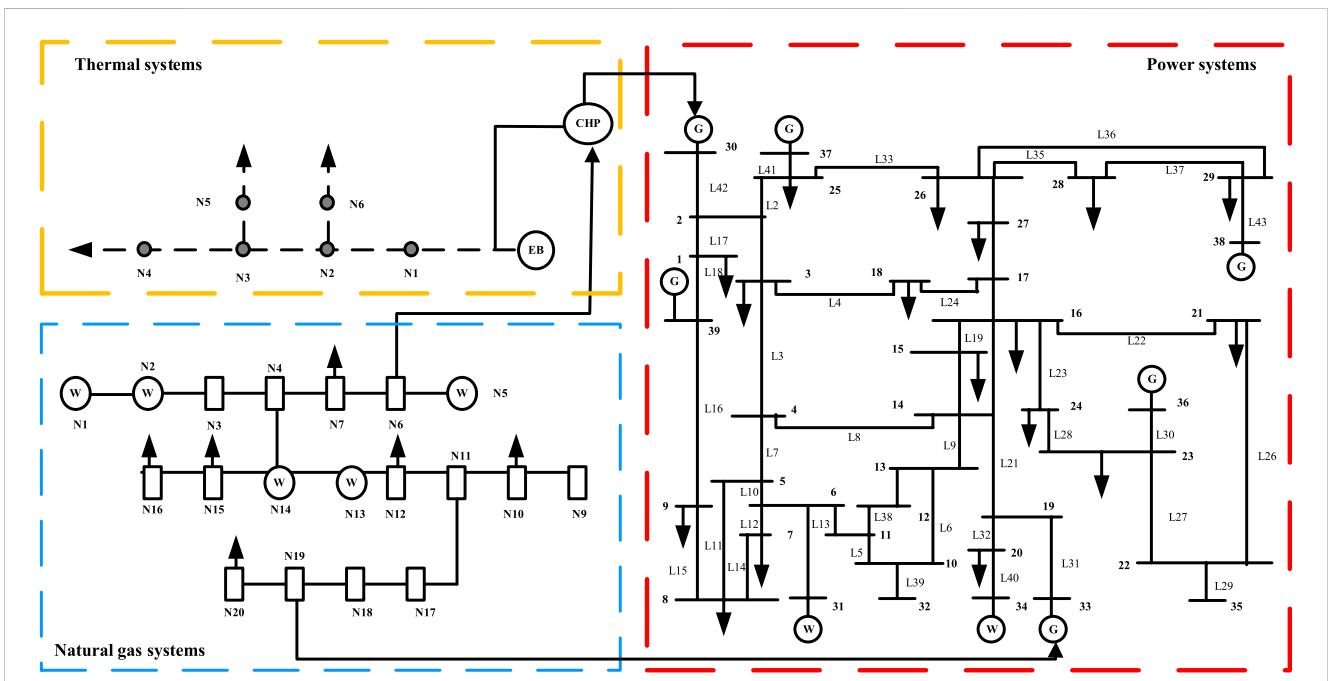 Thermal systems
Power systems
CHP
G
30
G
37
L36
L41
25
L33
26
L35
28
L37
29
L42
L2
N5
N6
2
27
L43
38
G
N4
N3
N2
N1
EB
L17
1
L18
G
3
18
17
L4
L24
39
16
21
15
L19
L22
L3
L23
G
36
W
N1
N2
W
N3
N4
N7
N6
W
N5
L16
4
14
24
L8
L9
L28
L30
23
L7
13
L21
L26
N16
N15
W
N14
W
N13
N12
N11
N10
N9
5
L10
9
6
L38
12
L6
19
L27
L11
L12
7
L13
11
L5
10
L32
20
L31
22
L15
L14
L39
L40
L29
8
31
32
34
33
35
W
W
G
N20
N19
N18
N17
Natural gas systems